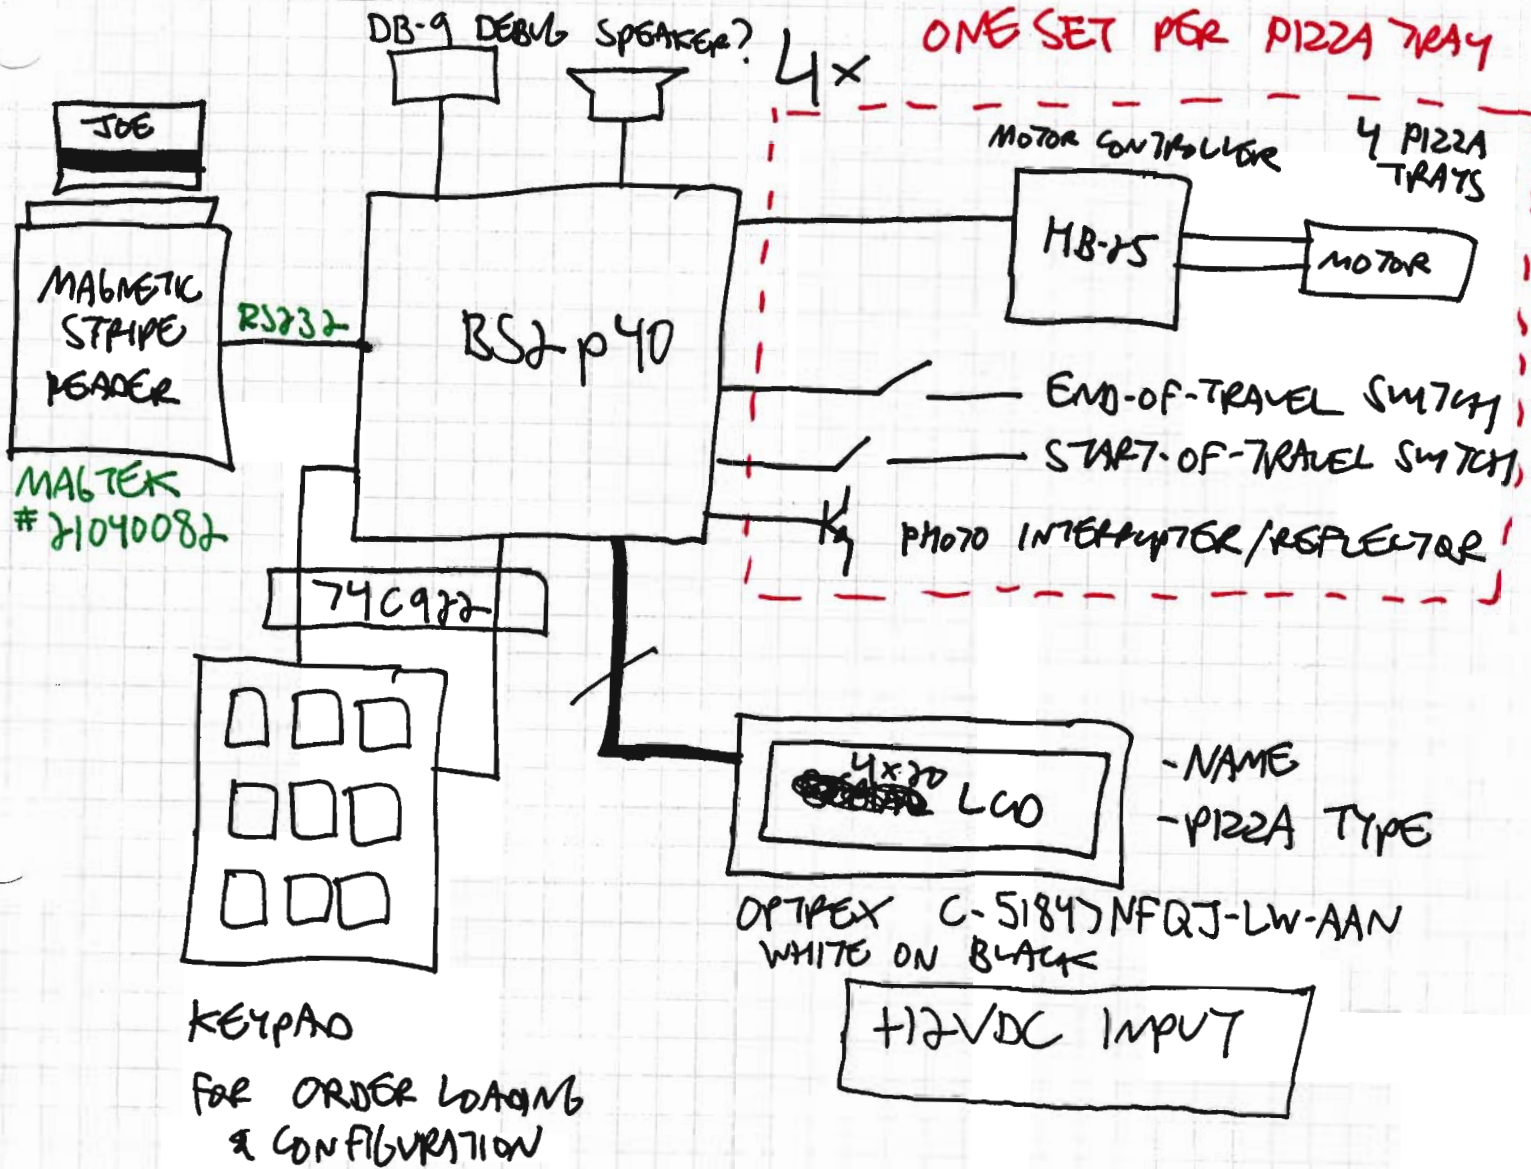 DB-9 DEBUG
SPEAKER?
4x
ONE SET PER PIZZA TRAY
JOE
MOTOR CONTROLLER
4 PIZZA
TRAYS
MAGNETIC
STRIPE
READER
RS232
BS2p40
HB-25
MOTOR
END-OF-TRAVEL SWITCH
START-OF-TRAVEL SWITCH
MAGTEK
#21040082
PHOTO INTERRUPTER/REFLECTOR
74C922
4x20
LCD
-NAME
-PIZZA TYPE
OPTREX C-51847NFQJ-LW-AAN
WHITE ON BLACK
+12VDC INPUT
KEYPAD
FOR ORDER LOADING
& CONFIGURATION